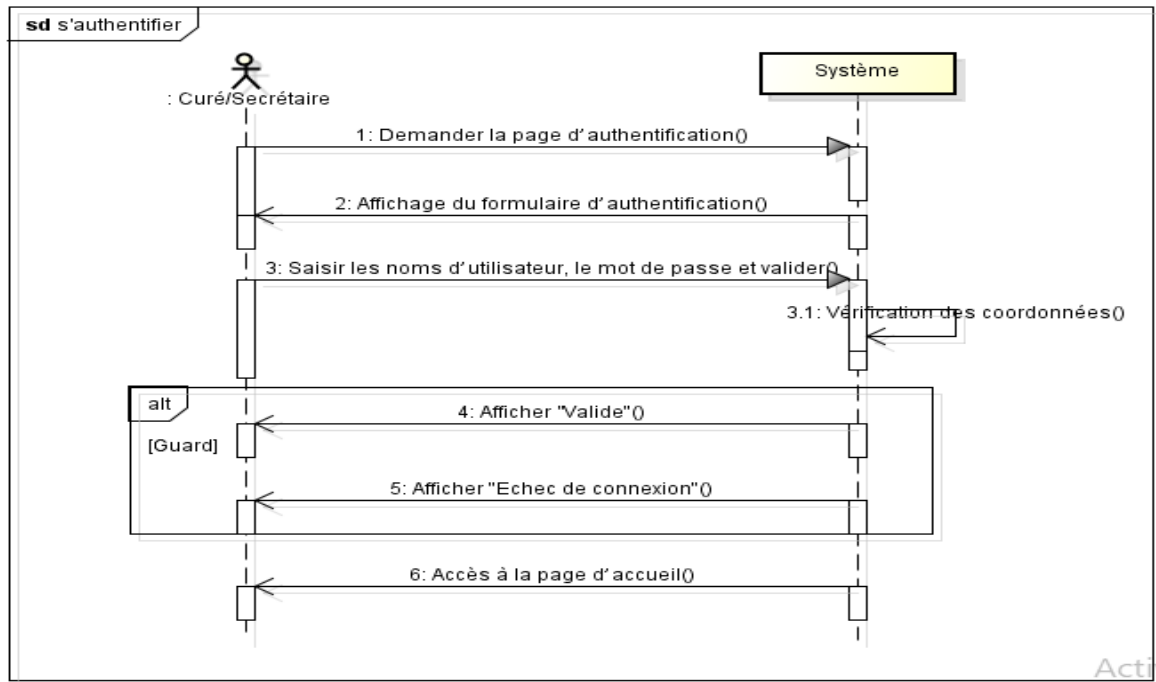 sd s'authentifier
Système
: Curé/Secrétaire
1: Demander la page d'authentification()
2: Affichage du formulaire d'authentification()
3: Saisir les noms d'utilisateur, le mot de passe et valider()
3.1: Vérification des coordonnées()
alt
4: Afficher "Valide"()
[Guard]
5: Afficher "Echec de connexion"()
6: Accès à la page d'accueil()
Acti